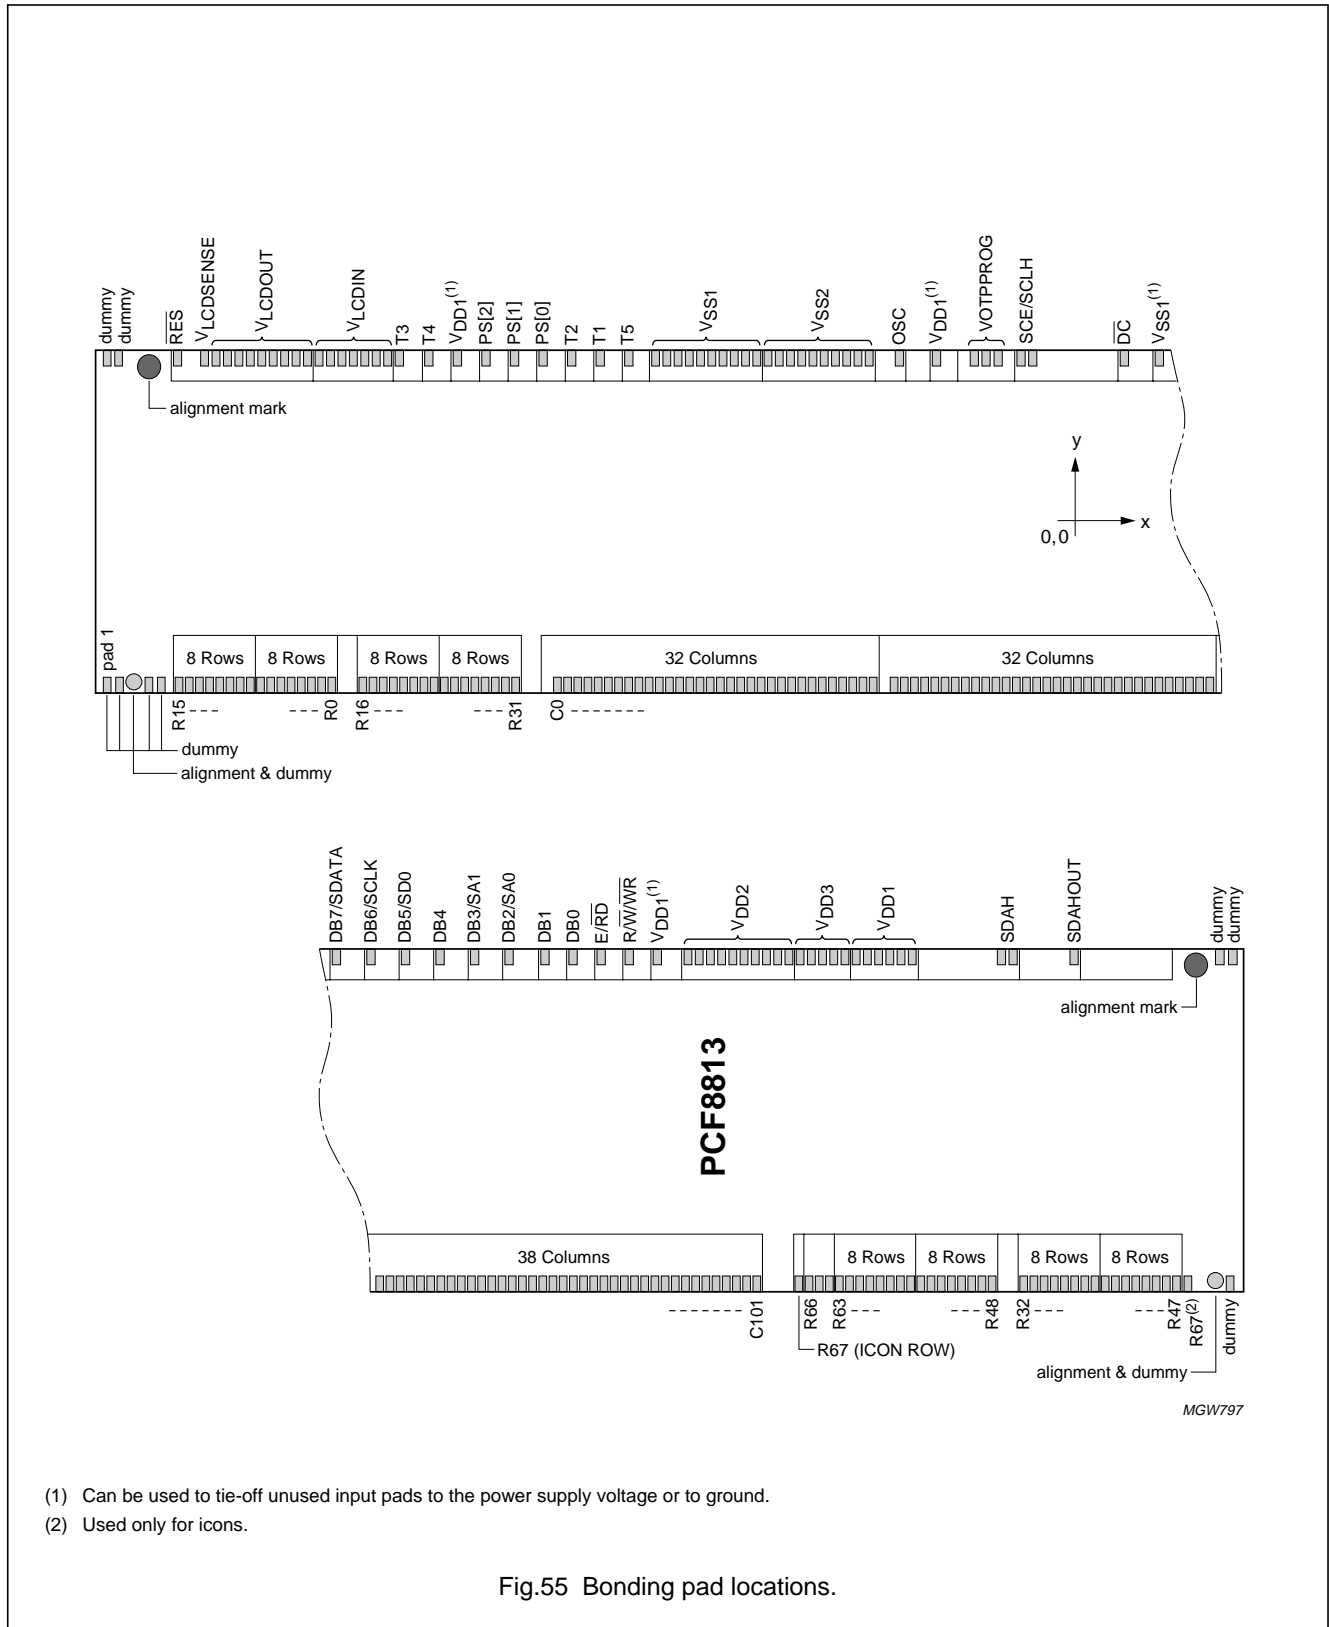 dummy
dummy
RES
VLCDSENSE
VLCDOUT
VLCDIN
T3
T4
VDD1(1)
PS[2]
PS[1]
PS[0]
T2
T1
T5
VSS1
VSS2
OSC
VDD1(1)
VOTPPROG
SCE/SCLH
DC
VSS1(1)
alignment mark
y
x
0,0
pad 1
8 Rows
8 Rows
8 Rows
8 Rows
32 Columns
32 Columns
R15
R0
R16
R31
C0
dummy
alignment & dummy
DB7/SDATA
DB6/SCLK
DB5/SD0
DB4
DB3/SA1
DB2/SA0
DB1
DB0
E/RD
R/W/WR
VDD1(1)
VDD2
VDD3
VDD1
SDAH
SDAHOUT
dummy
dummy
alignment mark
PCF8813
38 Columns
8 Rows
8 Rows
8 Rows
8 Rows
C101
R66
R63
R48
R32
R47
R67(2)
dummy
R67 (ICON ROW)
alignment & dummy
MGW797
(1) Can be used to tie-off unused input pads to the power supply voltage or to ground.
(2) Used only for icons.
Fig.55 Bonding pad locations.